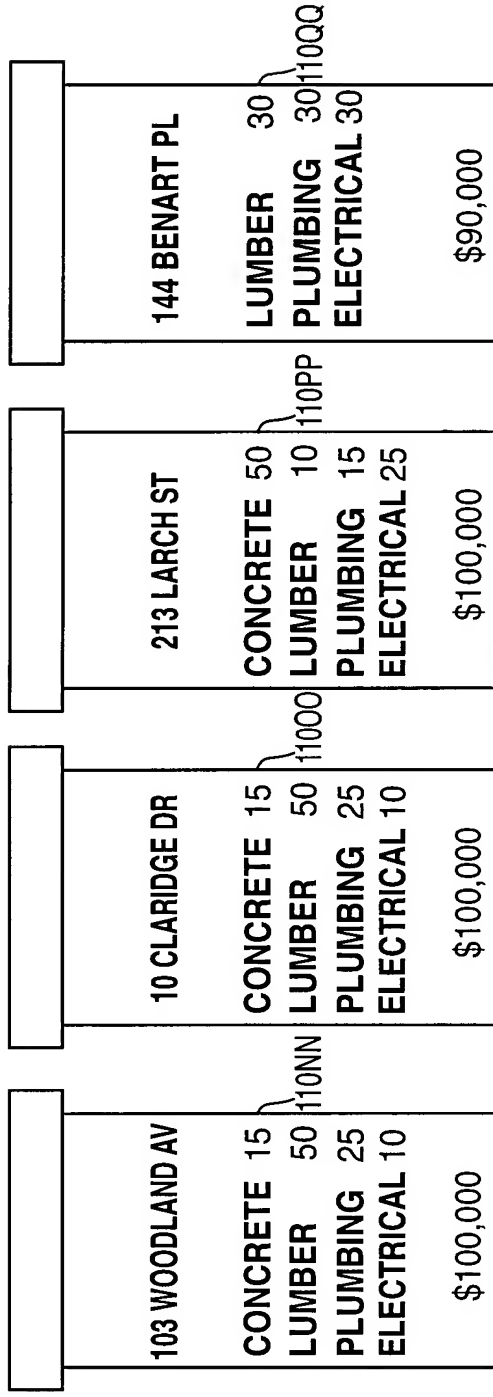 103 WOODLAND AV
CONCRETE 15
LUMBER 50
PLUMBING 25
ELECTRICAL 10
$100,000
110NN
10 CLARIDGE DR
CONCRETE 15
LUMBER 50
PLUMBING 25
ELECTRICAL 10
$100,000
110OO
213 LARCH ST
CONCRETE 50
LUMBER 10
PLUMBING 15
ELECTRICAL 25
$100,000
110PP
144 BENART PL
LUMBER 30
PLUMBING 30
ELECTRICAL 30
$90,000
110QQ